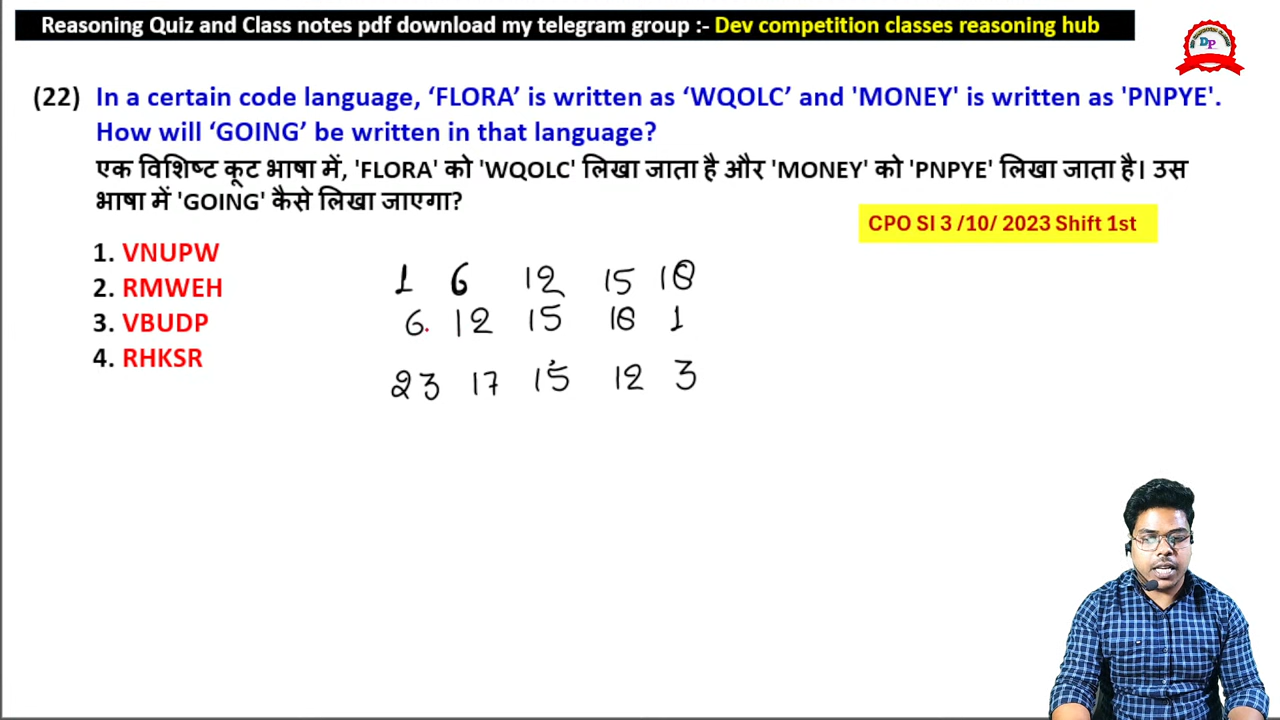 Reasoning Quiz and Class notes pdf download my telegram group :- Dev competition classes reasoning hub
DP
(22) In a certain code language, ‘FLORA’ is written as ‘WQOLC’ and 'MONEY' is written as 'PNPYE'.
How will ‘GOING’ be written in that language?
एक विशिष्ट कूट भाषा में, 'FLORA' को 'WQOLC' लिखा जाता है और 'MONEY' को 'PNPYE' लिखा जाता है। उस
भाषा में 'GOING' कैसे लिखा जाएगा?
CPO SI 3 /10/ 2023 Shift 1st
1. VNUPW
2. RMWEH
3. VBUDP
4. RHKSR
1 6 12 15 18
6. 12 15 18 1
23 17 15 12 3